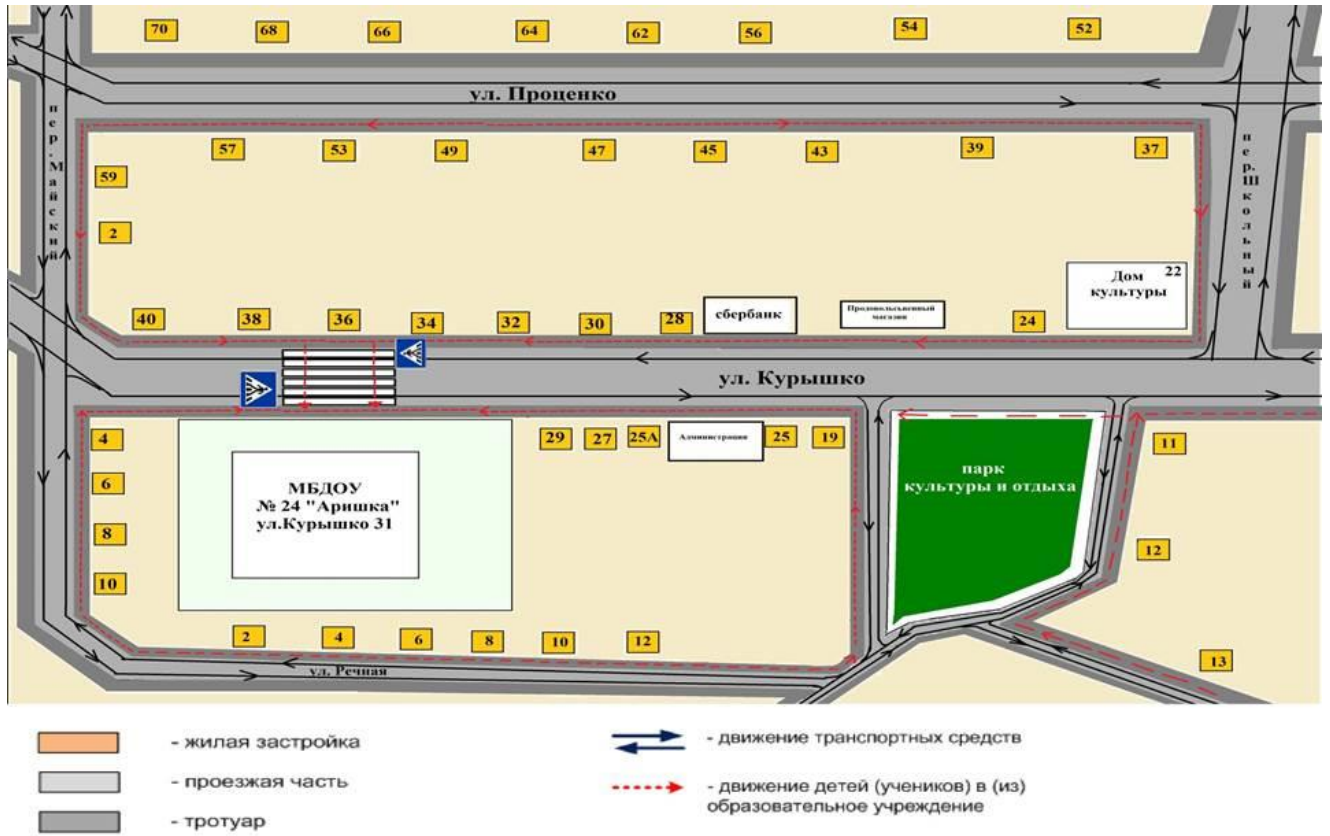 70 68 66 64 62 56 54 52
ул. Проценко
пер.Майский
пер.Школьный
57 53 49 47 45 43 39 37
59
2
Дом культуры 22
40 38 36 34 32 30 28
сбербанк
Продовольсвенный
магазин
24
ул. Курышко
4
6
8
10
МБДОУ
№ 24 "Аришка"
ул.Курышко 31
29 27 25А
Администрация
25 19
парк
культуры и отдыха
11
12
13
2 4 6 8 10 12
ул. Речная
- жилая застройка
- проезжая часть
- тротуар
- движение транспортных средств
- движение детей (учеников) в (из)
образовательное учреждение